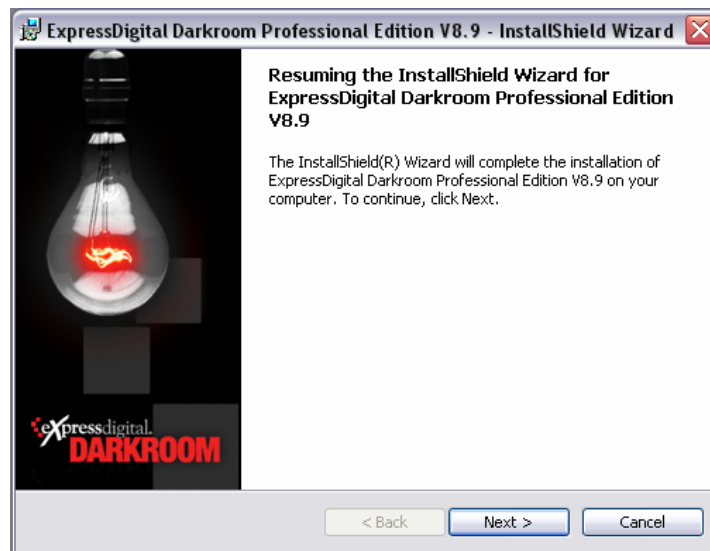 ExpressDigital Darkroom Professional Edition V8.9 - InstallShield Wizard
Resuming the InstallShield Wizard for
ExpressDigital Darkroom Professional Edition
V8.9
The InstallShield(R) Wizard will complete the installation of
ExpressDigital Darkroom Professional Edition V8.9 on your
computer. To continue, click Next.
eXpressdigital.
DARKROOM
< Back Next > Cancel